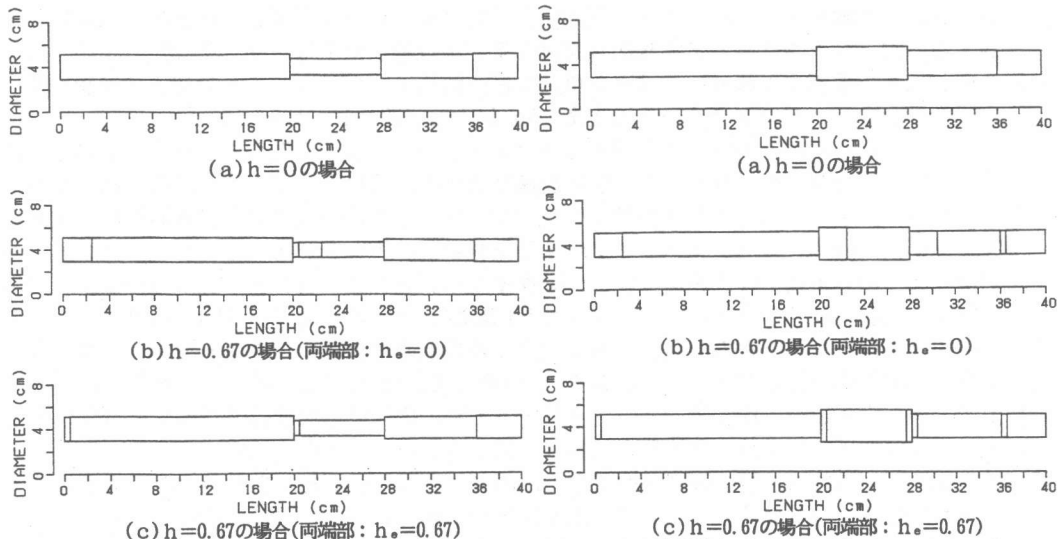 DIAMETER (cm)
8
4
0
0 4 8 12 16 20 24 28 32 36 40
LENGTH (cm)
(a)h=0の場合
DIAMETER (cm)
8
4
0
0 4 8 12 16 20 24 28 32 36 40
LENGTH (cm)
(b)h=0.67の場合(両端部:hₑ=0)
DIAMETER (cm)
8
4
0
0 4 8 12 16 20 24 28 32 36 40
LENGTH (cm)
(c)h=0.67の場合(両端部:hₑ=0.67)
DIAMETER (cm)
8
4
0
0 4 8 12 16 20 24 28 32 36 40
LENGTH (cm)
(a)h=0の場合
DIAMETER (cm)
8
4
0
0 4 8 12 16 20 24 28 32 36 40
LENGTH (cm)
(b)h=0.67の場合(両端部:hₑ=0)
DIAMETER (cm)
8
4
0
0 4 8 12 16 20 24 28 32 36 40
LENGTH (cm)
(c)h=0.67の場合(両端部:hₑ=0.67)